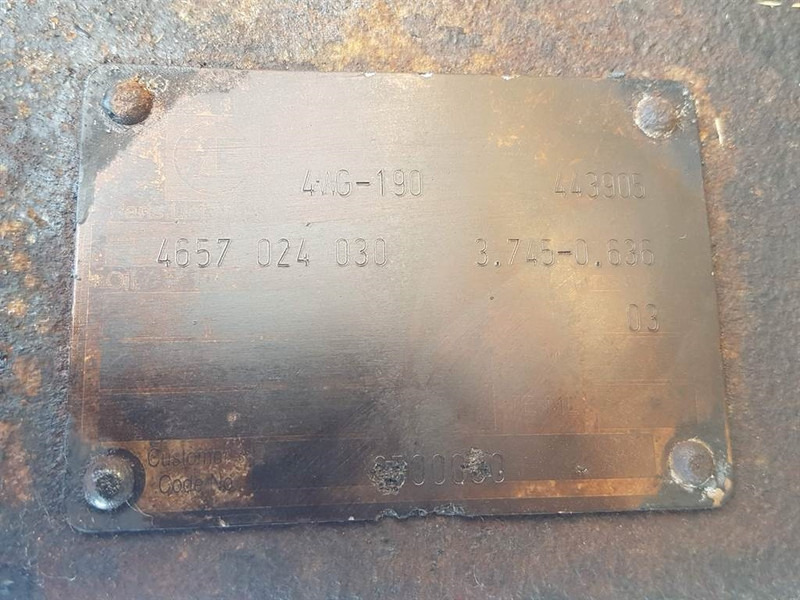 4WG-190 443905
4657 024 030 3.745-0.636
03
Customer
Code No